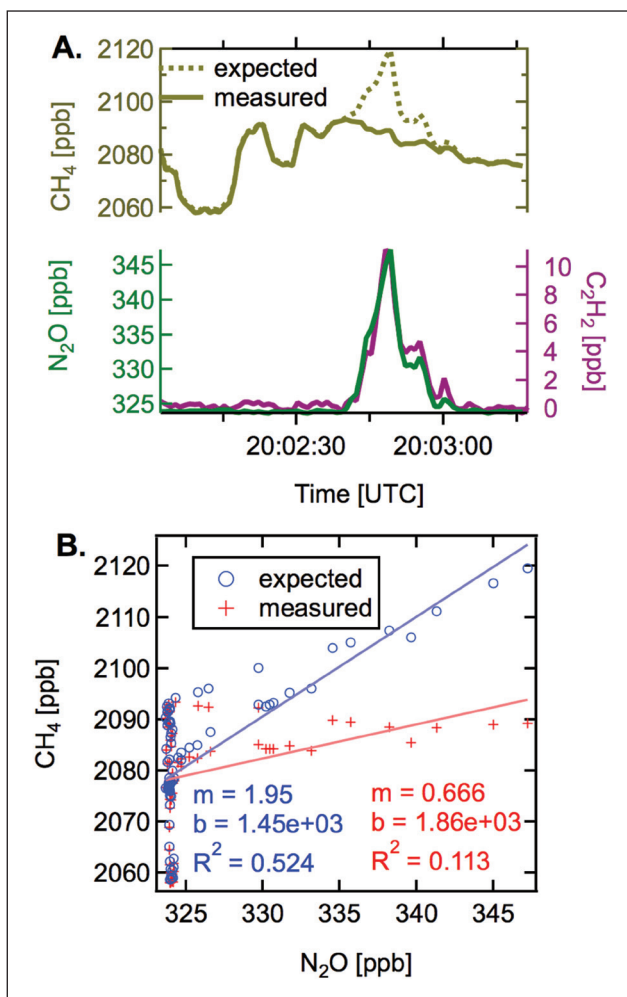 A.
2120
2100
2080
2060
CH₄ [ppb]
expected
measured
345
340
335
330
325
N₂O [ppb]
10
8
6
4
2
0
C₂H₂ [ppb]
20:02:30 20:03:00
Time [UTC]
B.
2120
2110
2100
2090
2080
2070
2060
CH₄ [ppb]
expected
measured
m = 1.95 m = 0.666
b = 1.45e+03 b = 1.86e+03
R² = 0.524 R² = 0.113
325 330 335 340 345
N₂O [ppb]